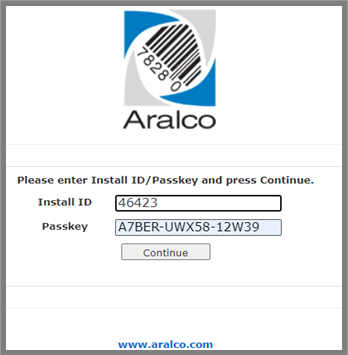 78280
Aralco
Please enter Install ID/Passkey and press Continue.
Install ID 46423
Passkey A7BER-UWX58-12W39
Continue
www.aralco.com